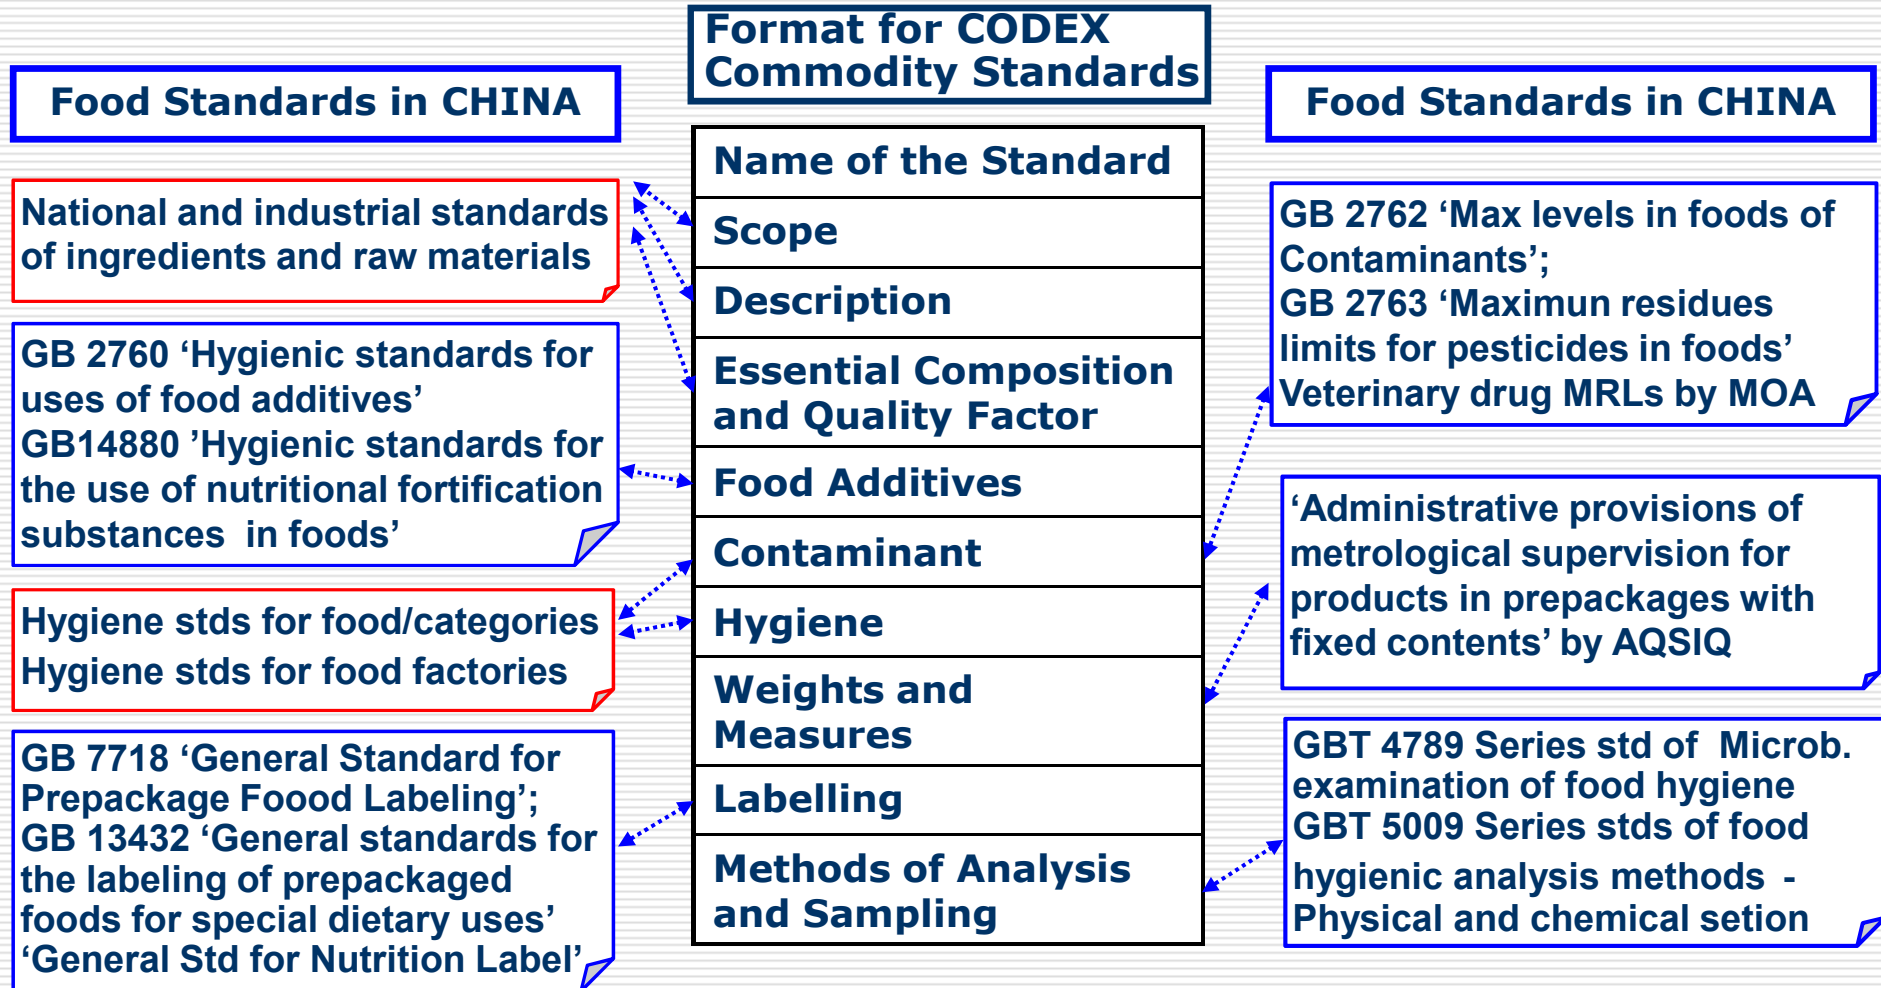 Format for CODEX
Commodity Standards
Food Standards in CHINA
National and industrial standards
of ingredients and raw materials
GB 2760 ‘Hygienic standards for
uses of food additives’
GB14880 ’Hygienic standards for
the use of nutritional fortification
substances in foods’
Hygiene stds for food/categories
Hygiene stds for food factories
GB 7718 ‘General Standard for
Prepackage Foood Labeling’;
GB 13432 ‘General standards for
the labeling of prepackaged
foods for special dietary uses’
‘General Std for Nutrition Label’
Name of the Standard
Scope
Description
Essential Composition
and Quality Factor
Food Additives
Contaminant
Hygiene
Weights and
Measures
Labelling
Methods of Analysis
and Sampling
Food Standards in CHINA
GB 2762 ‘Max levels in foods of
Contaminants’;
GB 2763 ‘Maximun residues
limits for pesticides in foods’
Veterinary drug MRLs by MOA
‘Administrative provisions of
metrological supervision for
products in prepackages with
fixed contents’ by AQSIQ
GBT 4789 Series std of Microb.
examination of food hygiene
GBT 5009 Series stds of food
hygienic analysis methods -
Physical and chemical setion